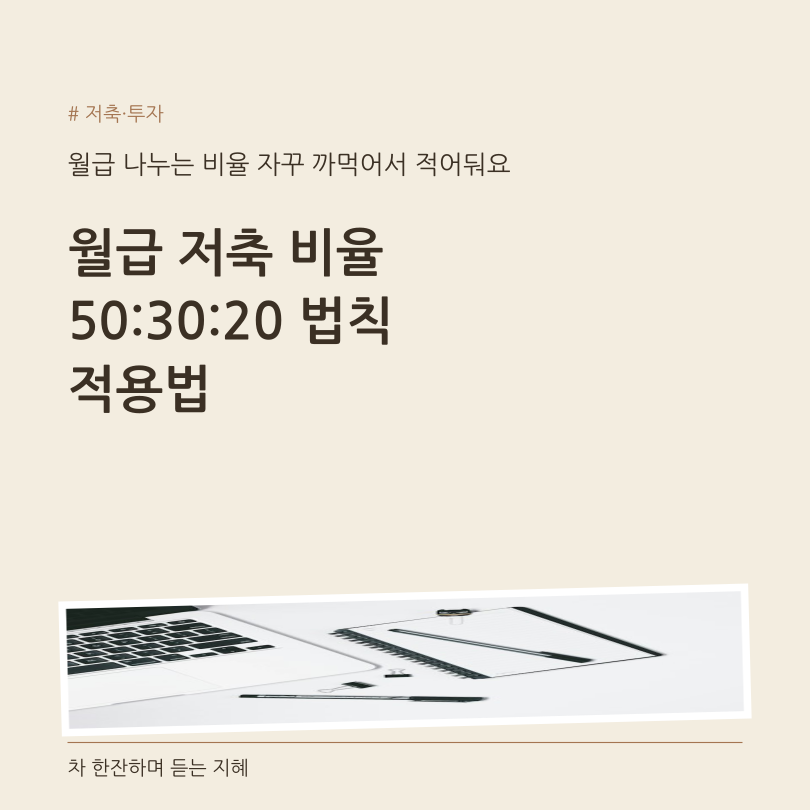 # 저축·투자
월급 나누는 비율 자꾸 까먹어서 적어둬요
월급 저축 비율
50:30:20 법칙
적용법
차 한잔하며 듣는 지혜